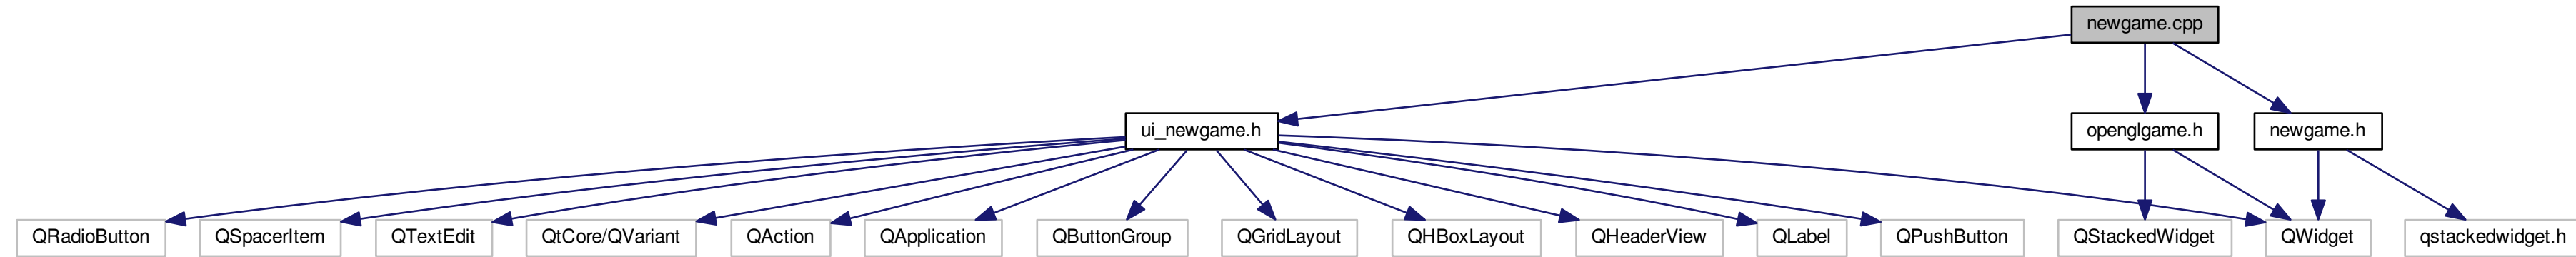 newgame.cpp
ui_newgame.h
openglgame.h
newgame.h
QRadioButton
QSpacerItem
QTextEdit
QtCore/QVariant
QAction
QApplication
QButtonGroup
QGridLayout
QHBoxLayout
QHeaderView
QLabel
QPushButton
QStackedWidget
QWidget
qstackedwidget.h